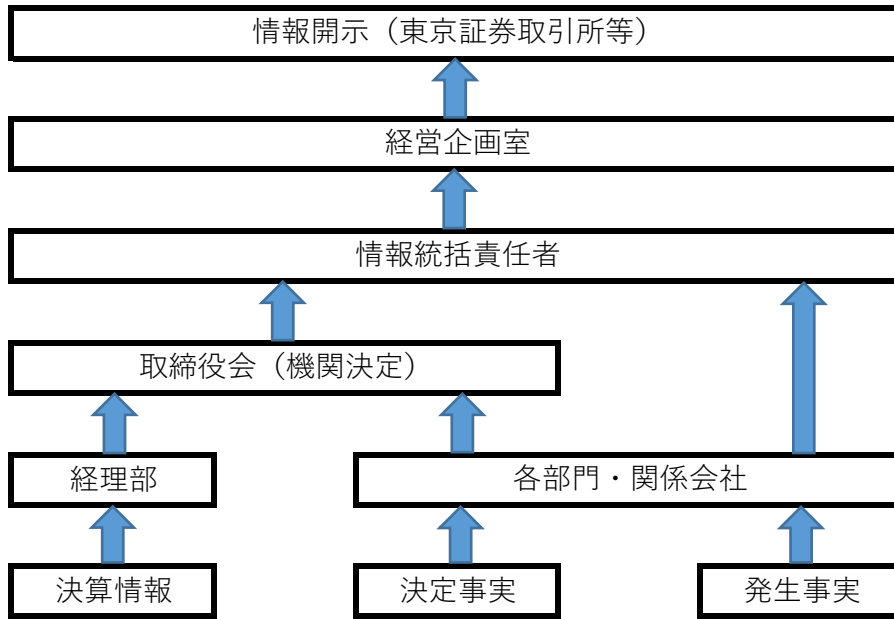 情報開示（東京証券取引所等）
経営企画室
情報統括責任者
取締役会（機関決定）
経理部
各部門・関係会社
決算情報
決定事実
発生事実